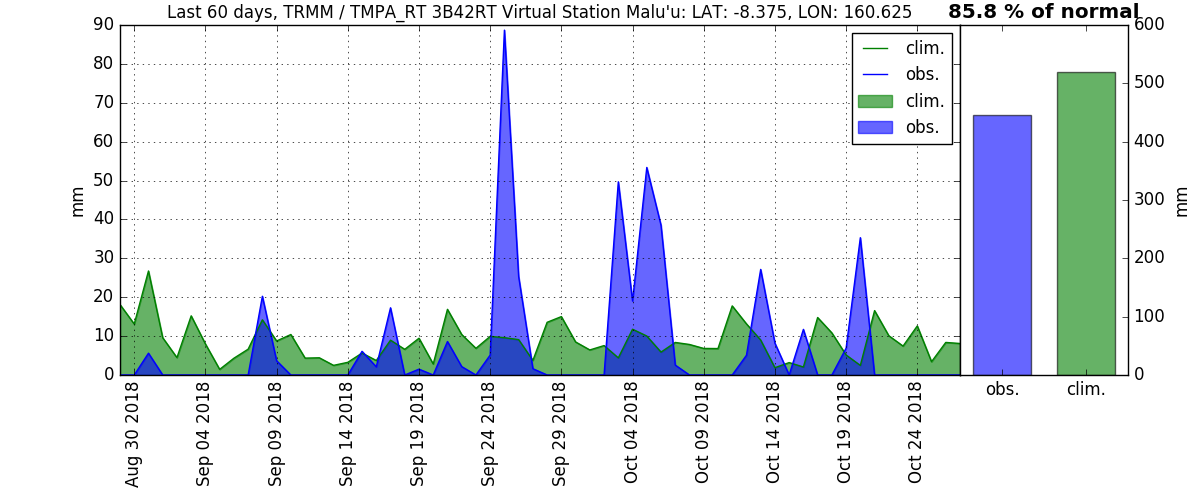 Last 60 days, TRMM / TMPA_RT 3B42RT Virtual Station Malu'u: LAT: -8.375, LON: 160.625
85.8 % of normal
90
80
70
60
50
40
30
20
10
0
mm
clim.
obs.
clim.
obs.
Aug 30 2018
Sep 04 2018
Sep 09 2018
Sep 14 2018
Sep 19 2018
Sep 24 2018
Sep 29 2018
Oct 04 2018
Oct 09 2018
Oct 14 2018
Oct 19 2018
Oct 24 2018
600
500
400
300
200
100
0
mm
obs.
clim.